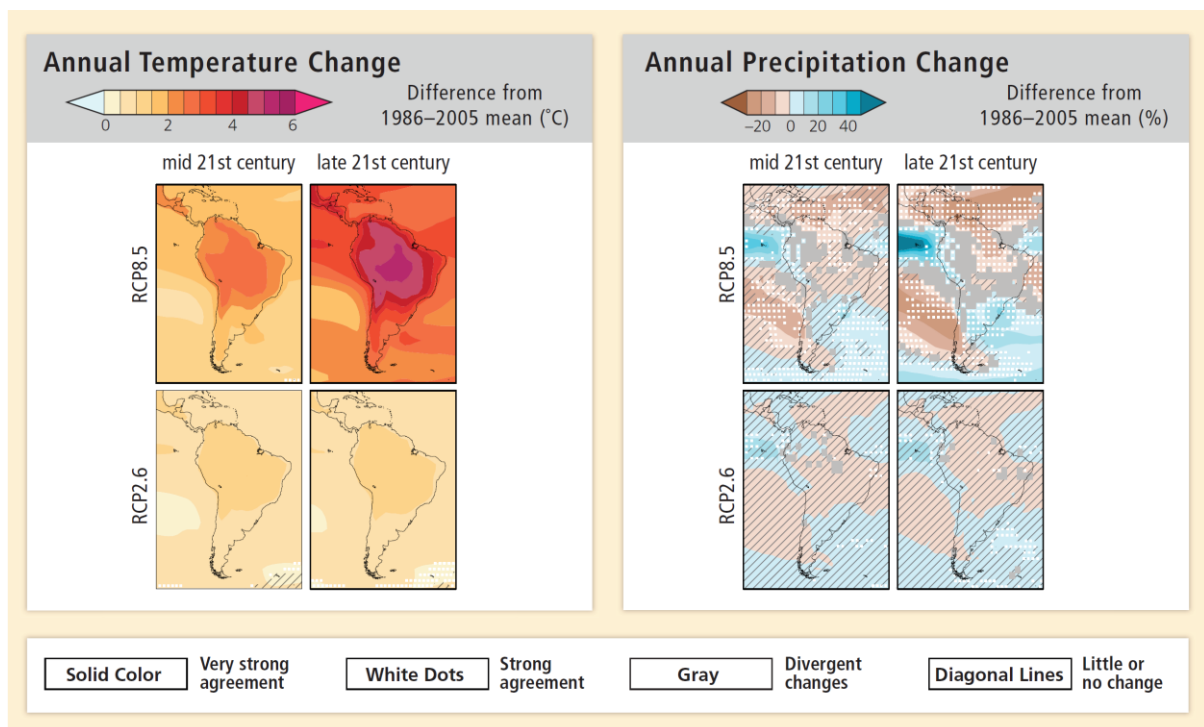 Annual Temperature Change
0 2 4 6
Difference from
1986–2005 mean (˚C)
mid 21st century late 21st century
RCP8.5
RCP2.6
Annual Precipitation Change
–20 0 20 40
Difference from
1986–2005 mean (%)
mid 21st century late 21st century
RCP8.5
RCP2.6
Solid Color
Very strong
agreement
White Dots
Strong
agreement
Gray
Divergent
changes
Diagonal Lines
Little or
no change